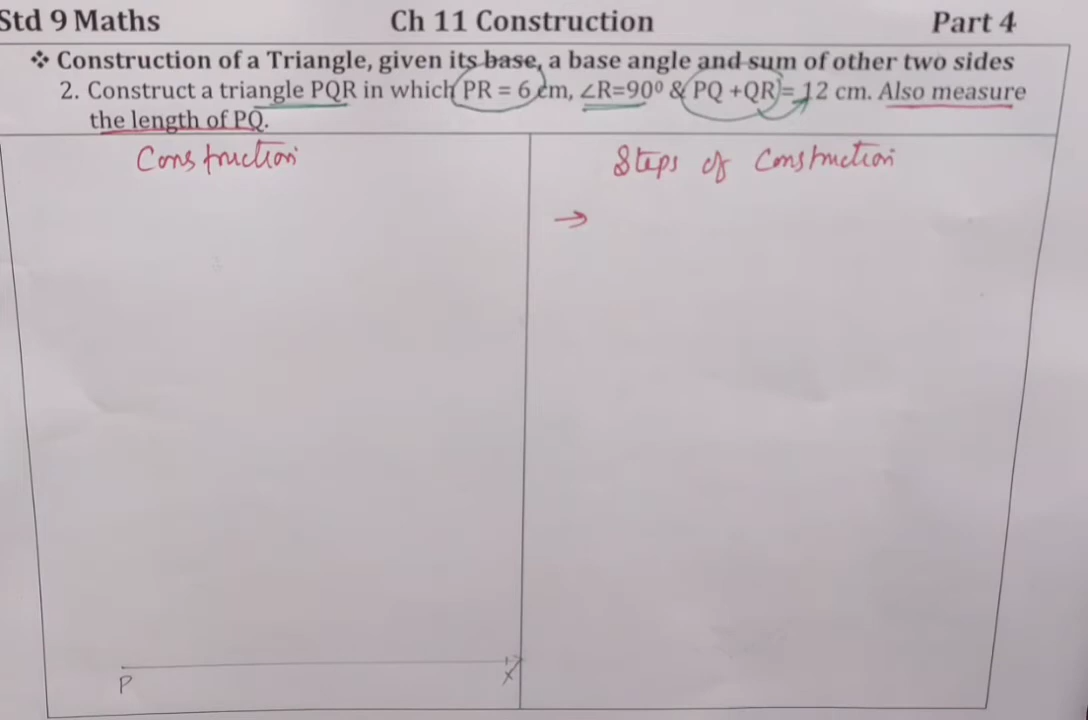 Std 9 Maths Ch 11 Construction Part 4
❖ Construction of a Triangle, given its base, a base angle and sum of other two sides
2. Construct a triangle PQR in which PR = 6 cm, ∠R=90⁰ & PQ +QR = 12 cm. Also measure
the length of PQ.
Construction
Steps of Construction
→
P X